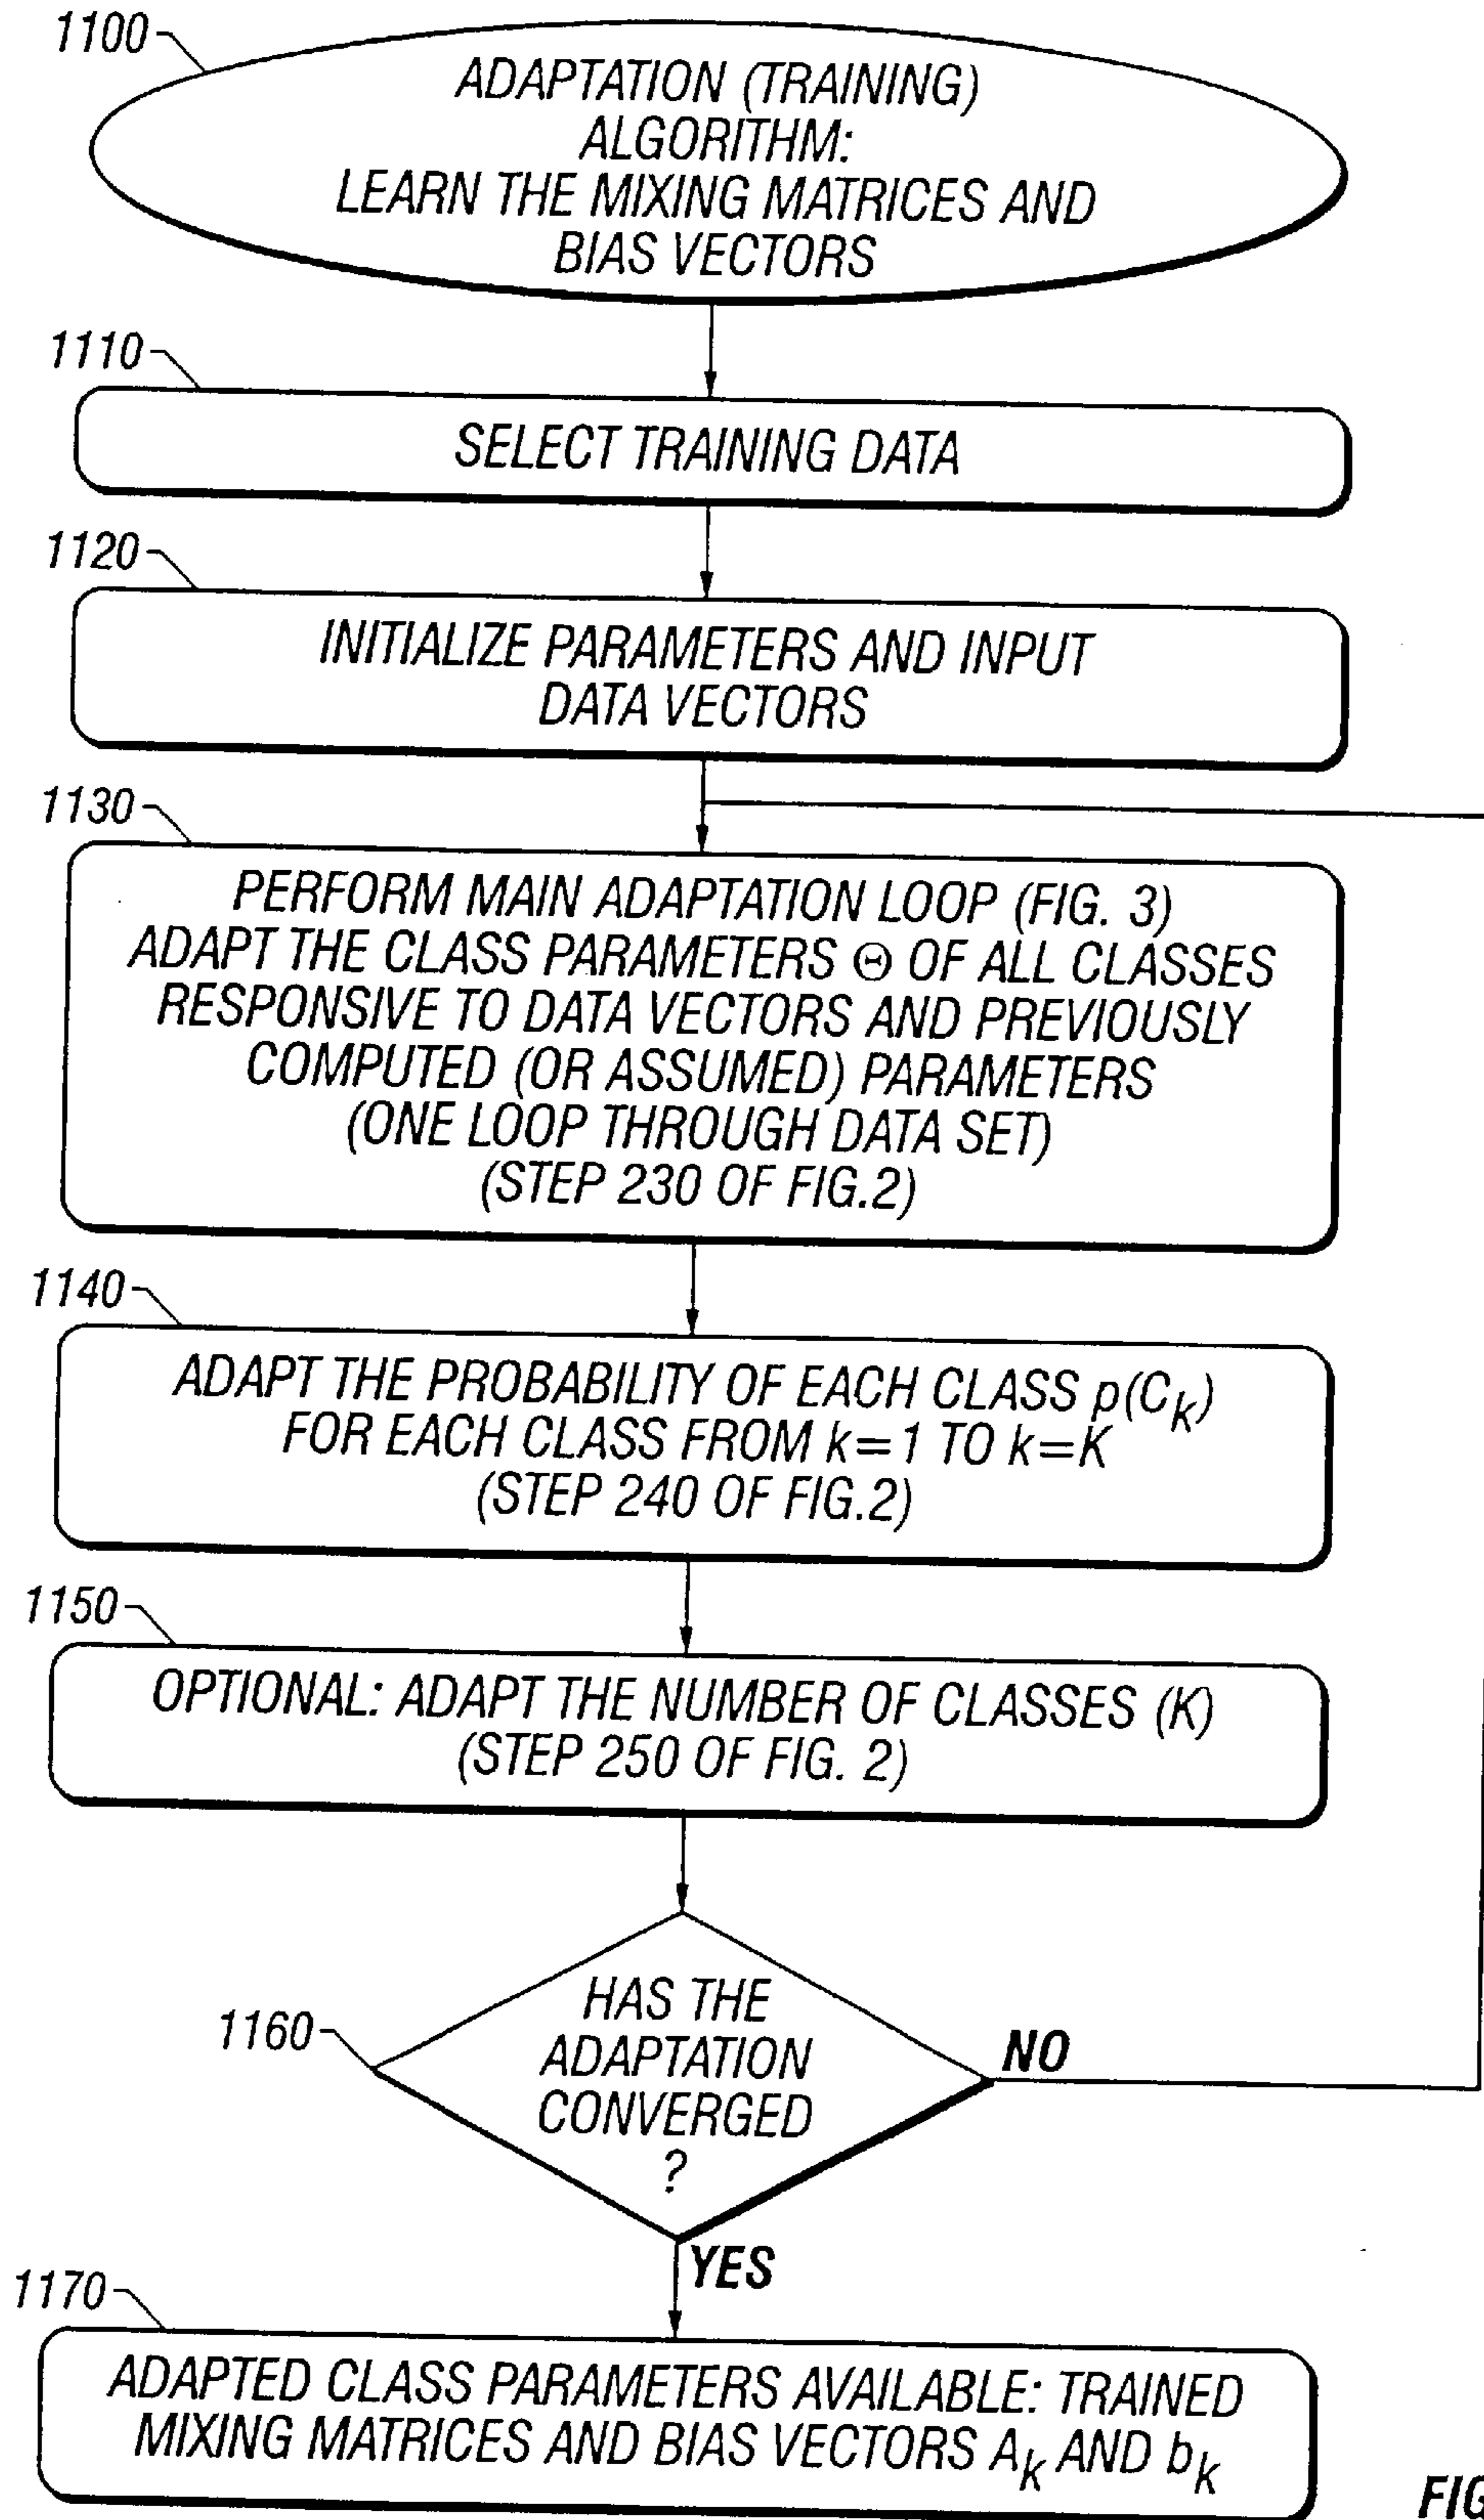 1100
ADAPTATION (TRAINING)
ALGORITHM:
LEARN THE MIXING MATRICES AND
BIAS VECTORS
1110
SELECT TRAINING DATA
1120
INITIALIZE PARAMETERS AND INPUT
DATA VECTORS
1130
PERFORM MAIN ADAPTATION LOOP (FIG. 3)
ADAPT THE CLASS PARAMETERS Θ OF ALL CLASSES
RESPONSIVE TO DATA VECTORS AND PREVIOUSLY
COMPUTED (OR ASSUMED) PARAMETERS
(ONE LOOP THROUGH DATA SET)
(STEP 230 OF FIG.2)
1140
ADAPT THE PROBABILITY OF EACH CLASS p(C_k)
FOR EACH CLASS FROM k=1 TO k=K
(STEP 240 OF FIG.2)
1150
OPTIONAL: ADAPT THE NUMBER OF CLASSES (K)
(STEP 250 OF FIG. 2)
1160
HAS THE
ADAPTATION
CONVERGED
?
NO
YES
1170
ADAPTED CLASS PARAMETERS AVAILABLE: TRAINED
MIXING MATRICES AND BIAS VECTORS A_k AND b_k
FIG